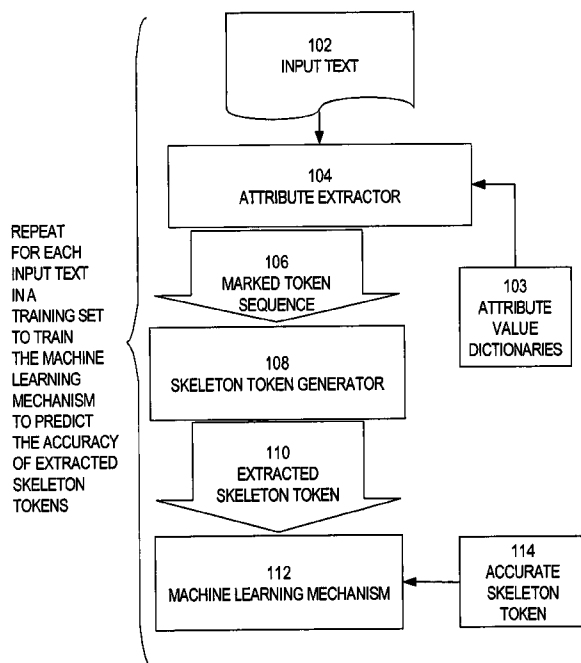 102
INPUT TEXT
104
ATTRIBUTE EXTRACTOR
REPEAT
FOR EACH
INPUT TEXT
IN A
TRAINING SET
TO TRAIN
THE MACHINE
LEARNING
MECHANISM
TO PREDICT
THE ACCURACY
OF EXTRACTED
SKELETON
TOKENS
106
MARKED TOKEN
SEQUENCE
103
ATTRIBUTE
VALUE
DICTIONARIES
108
SKELETON TOKEN GENERATOR
110
EXTRACTED
SKELETON TOKEN
112
MACHINE LEARNING MECHANISM
114
ACCURATE
SKELETON
TOKEN